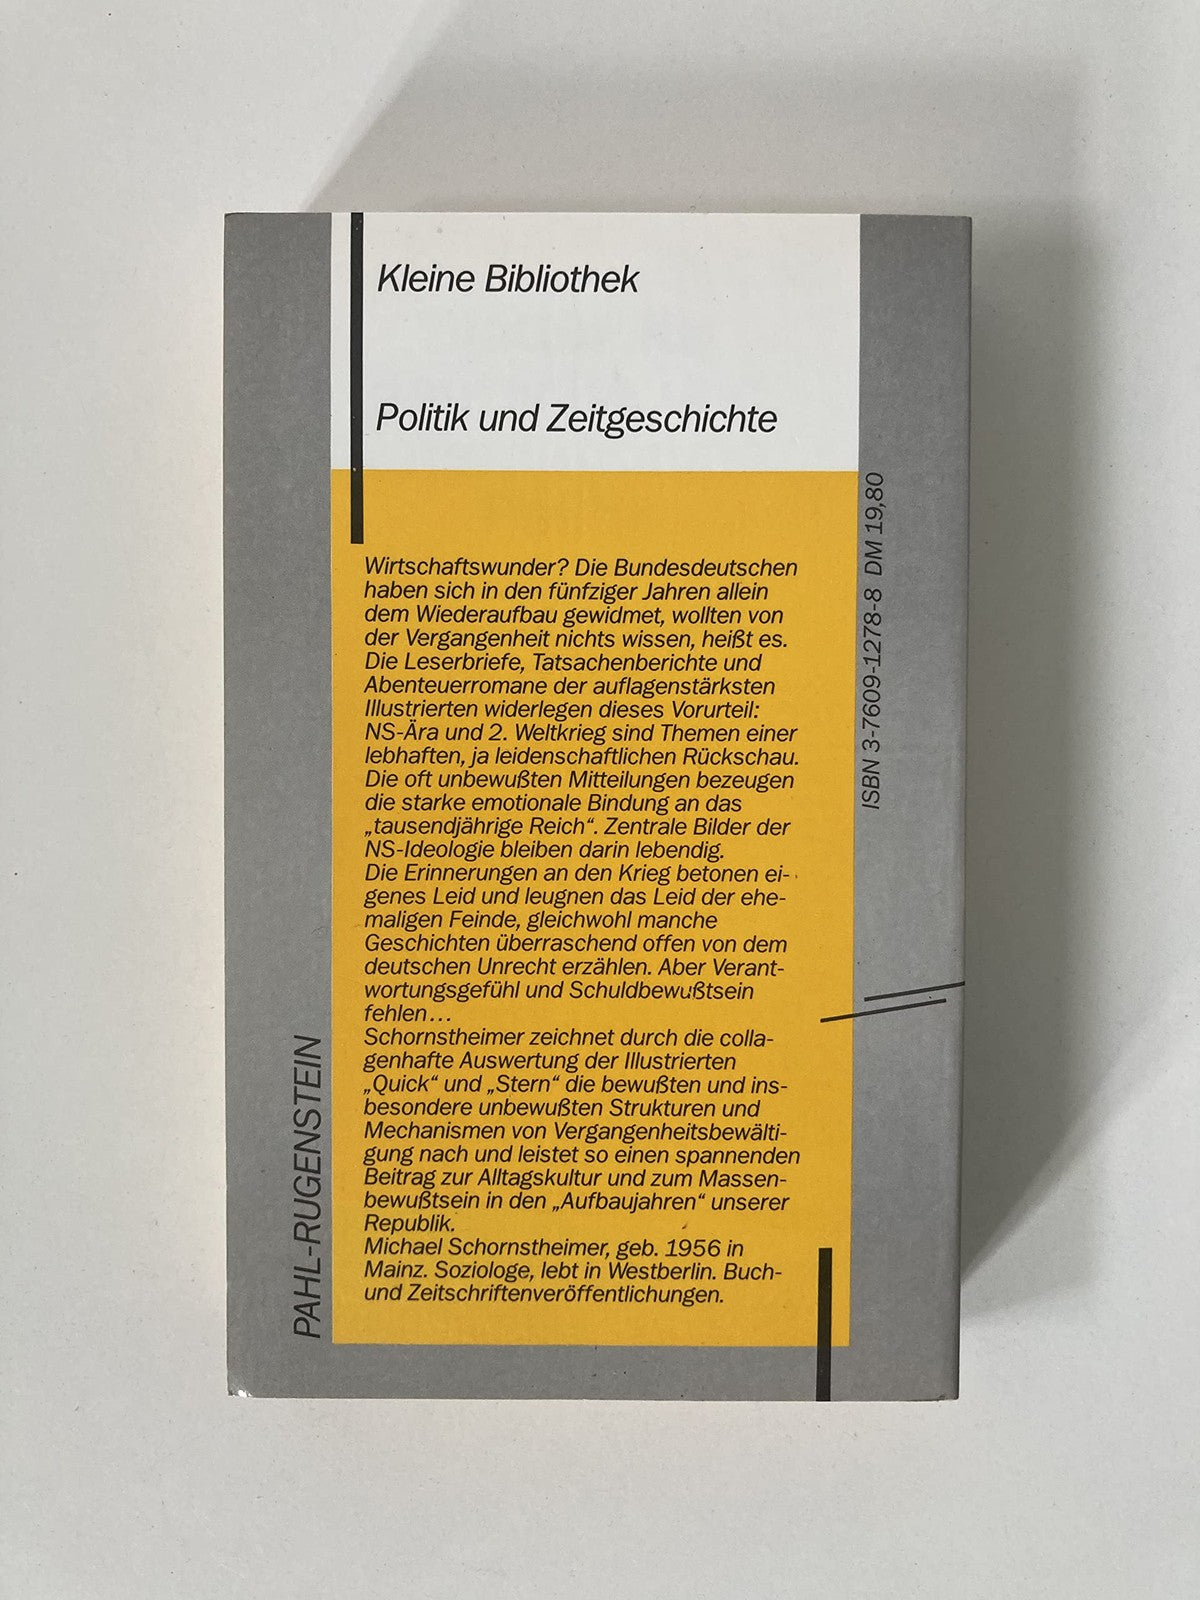 Kleine Bibliothek
Politik und Zeitgeschichte
Wirtschaftswunder? Die Bundesdeutschen
haben sich in den fünfziger Jahren allein
dem Wiederaufbau gewidmet, wollten von
der Vergangenheit nichts wissen, heißt es.
Die Leserbriefe, Tatsachenberichte und
Abenteuerromane der auflagenstärksten
Illustrierten widerlegen dieses Vorurteil:
NS-Ära und 2. Weltkrieg sind Themen einer
lebhaften, ja leidenschaftlichen Rückschau.
Die oft unbewußten Mitteilungen bezeugen
die starke emotionale Bindung an das
„tausendjährige Reich“. Zentrale Bilder der
NS-Ideologie bleiben darin lebendig.
Die Erinnerungen an den Krieg betonen ei-
genes Leid und leugnen das Leid der ehe-
maligen Feinde, gleichwohl manche
Geschichten überraschend offen von dem
deutschen Unrecht erzählen. Aber Verant-
wortungsgefühl und Schuldbewußtsein
fehlen...
Schornstheimer zeichnet durch die colla-
genhafte Auswertung der Illustrierten
„Quick“ und „Stern“ die bewußten und ins-
besondere unbewußten Strukturen und
Mechanismen von Vergangenheitsbewälti-
gung nach und leistet so einen spannenden
Beitrag zur Alltagskultur und zum Massen-
bewußtsein in den „Aufbaujahren“ unserer
Republik.
Michael Schornstheimer, geb. 1956 in
Mainz. Soziologe, lebt in Westberlin. Buch-
und Zeitschriftenveröffentlichungen.
PAHL-RUGENSTEIN
ISBN 3-7609-1278-8 DM 19,80